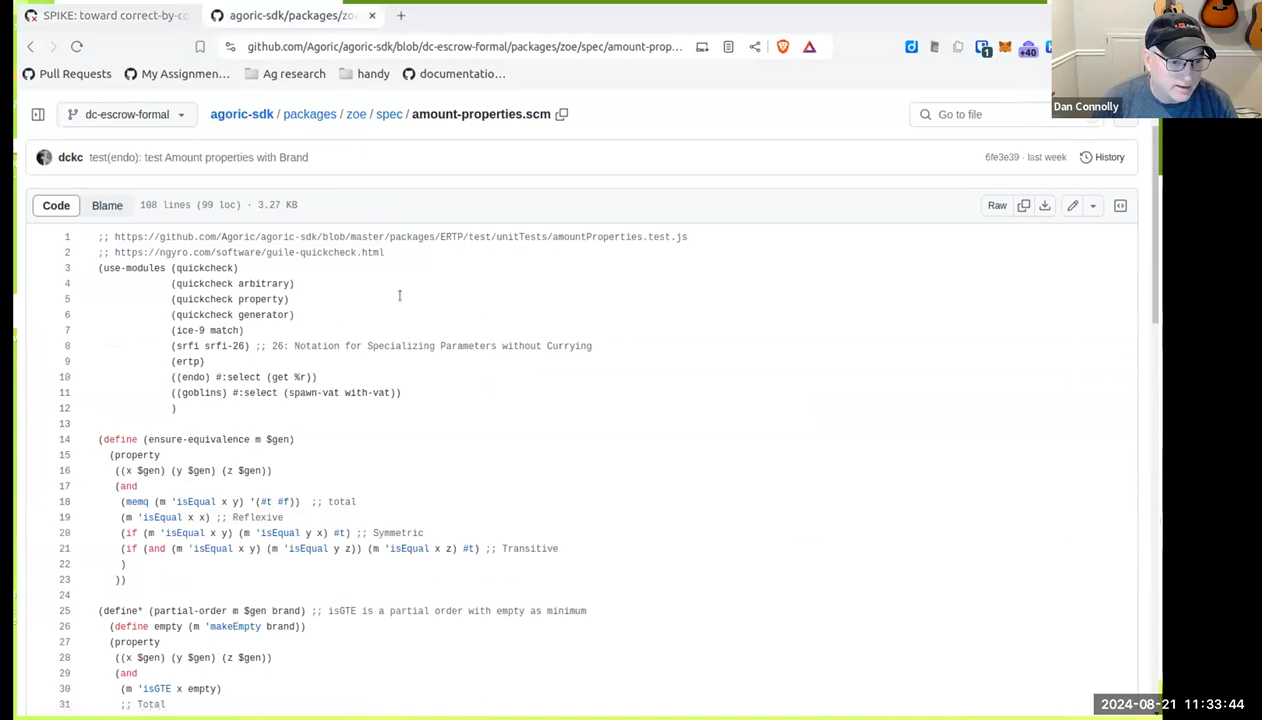 SPIKE: toward correct-by-co
agoric-sdk/packages/zoe
github.com/Agoric/agoric-sdk/blob/dc-escrow-formal/packages/zoe/spec/amount-prop...
1
+40
Pull Requests
My Assignmen...
Ag research
handy
documentatio...
Dan Connolly
dc-escrow-formal
agoric-sdk / packages / zoe / spec / amount-properties.scm
Go to file
dckc test(endo): test Amount properties with Brand
6fe3e39 · last week
History
Code
Blame
108 lines (99 loc) · 3.27 KB
Raw
1 ;; https://github.com/Agoric/agoric-sdk/blob/master/packages/ERTP/test/unitTests/amountProperties.test.js
2 ;; https://ngyro.com/software/guile-quickcheck.html
3 (use-modules (quickcheck)
4 (quickcheck arbitrary)
5 (quickcheck property)
6 (quickcheck generator)
7 (ice-9 match)
8 (srfi srfi-26) ;; 26: Notation for Specializing Parameters without Currying
9 (ertp)
10 ((endo) #:select (get %r))
11 ((goblins) #:select (spawn-vat with-vat))
12 )
13
14 (define (ensure-equivalence m $gen)
15 (property
16 ((x $gen) (y $gen) (z $gen))
17 (and
18 (memq (m 'isEqual x y) '(#t #f)) ;; total
19 (m 'isEqual x x) ;; Reflexive
20 (if (m 'isEqual x y) (m 'isEqual y x) #t) ;; Symmetric
21 (if (and (m 'isEqual x y) (m 'isEqual y z)) (m 'isEqual x z) #t) ;; Transitive
22 )
23 ))
24
25 (define* (partial-order m $gen brand) ;; isGTE is a partial order with empty as minimum
26 (define empty (m 'makeEmpty brand))
27 (property
28 ((x $gen) (y $gen) (z $gen))
29 (and
30 (m 'isGTE x empty)
31 ;; Total
2024-08-21 11:33:44